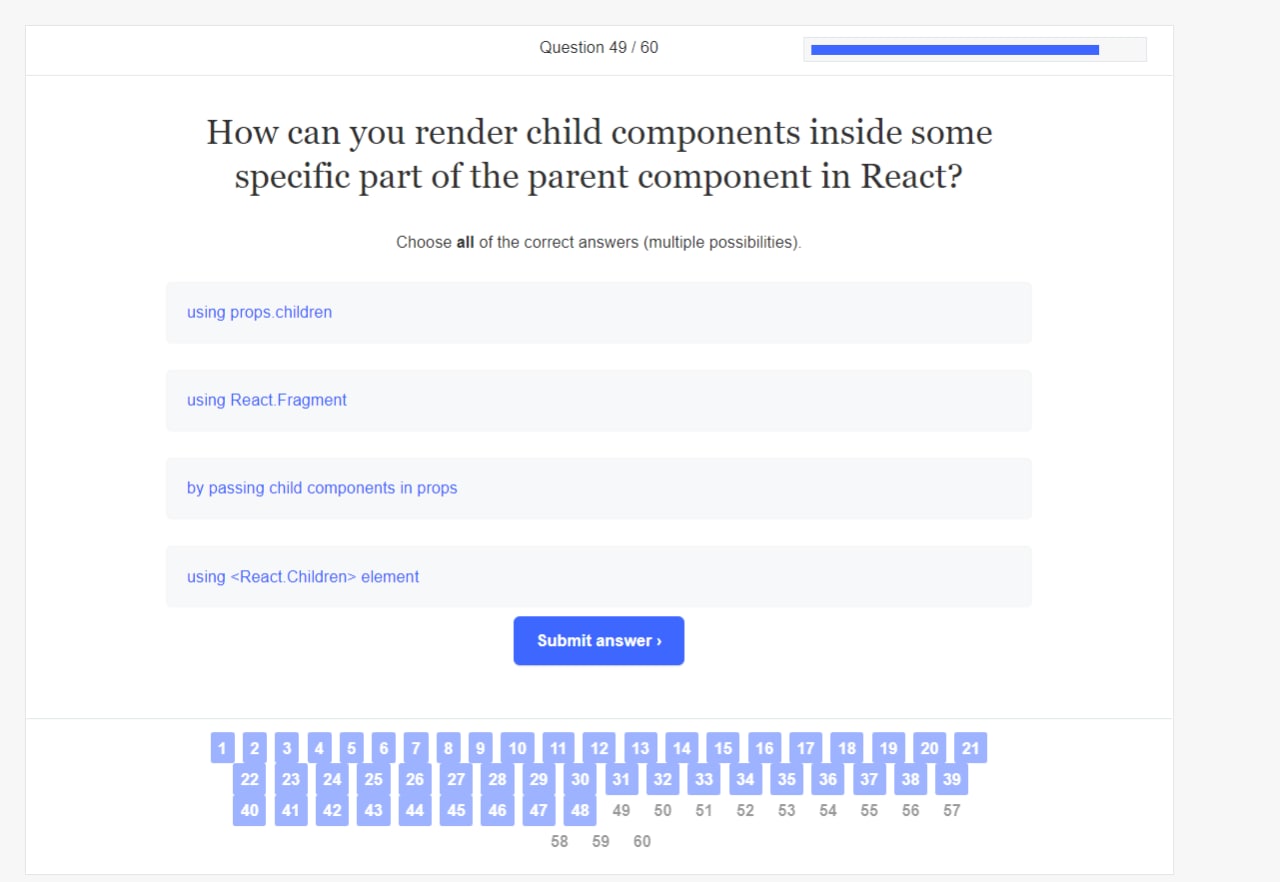 Question 49 / 60
How can you render child components inside some
specific part of the parent component in React?
Choose all of the correct answers (multiple possibilities).
using props.children
using React.Fragment
by passing child components in props
using <React.Children> element
Submit answer ›
1 2 3 4 5 6 7 8 9 10 11 12 13 14 15 16 17 18 19 20 21
22 23 24 25 26 27 28 29 30 31 32 33 34 35 36 37 38 39
40 41 42 43 44 45 46 47 48 49 50 51 52 53 54 55 56 57
58 59 60